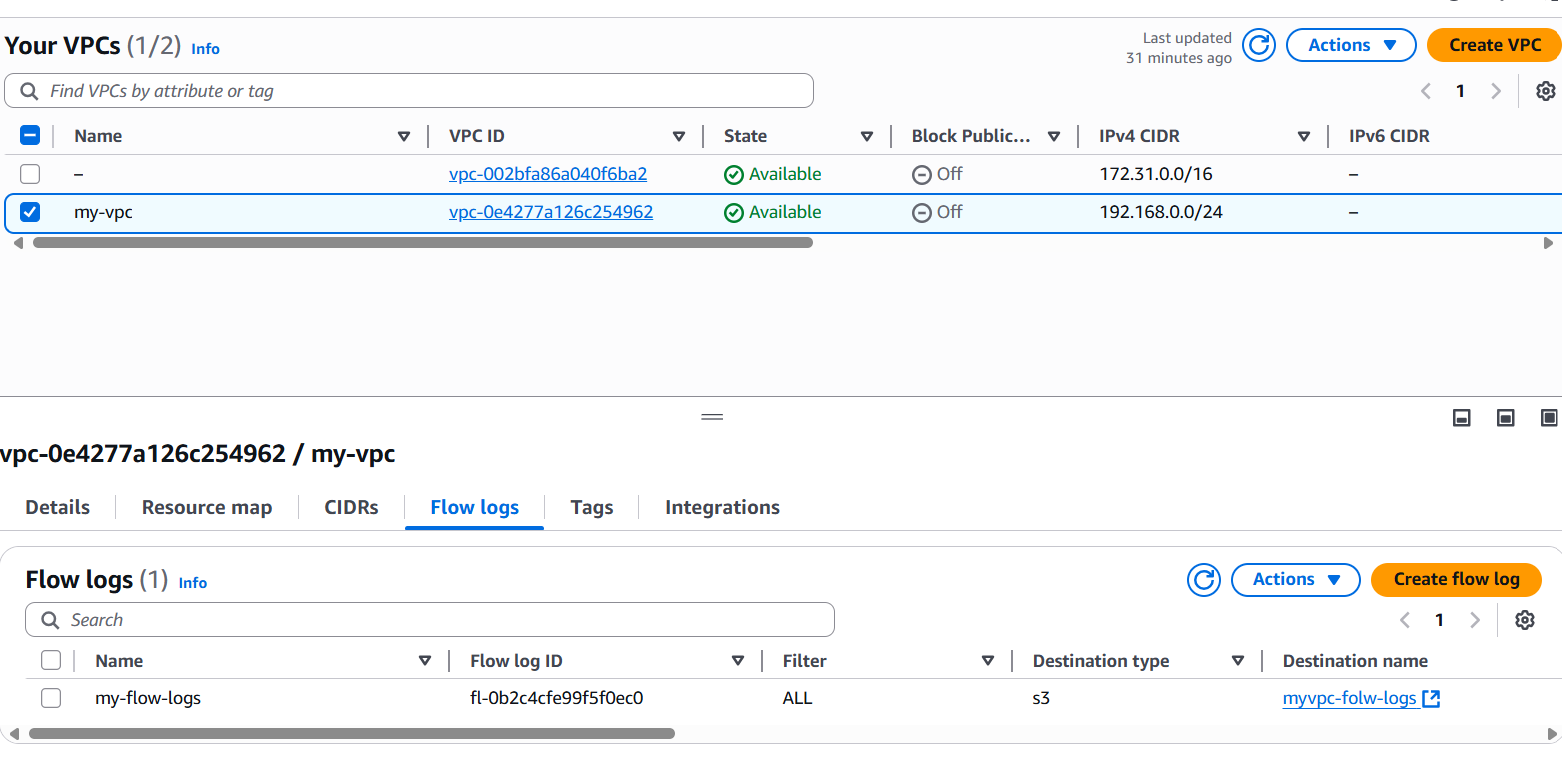 Your VPCs (1/2) Info
Last updated
31 minutes ago
Actions
Create VPC
Find VPCs by attribute or tag
1
Name VPC ID State Block Public... IPv4 CIDR IPv6 CIDR
– vpc-002bfa86a040f6ba2 Available Off 172.31.0.0/16 –
my-vpc vpc-0e4277a126c254962 Available Off 192.168.0.0/24 –
vpc-0e4277a126c254962 / my-vpc
Details Resource map CIDRs Flow logs Tags Integrations
Flow logs (1) Info
Actions
Create flow log
Search
1
Name Flow log ID Filter Destination type Destination name
my-flow-logs fl-0b2c4cfe99f5f0ec0 ALL s3 myvpc-folw-logs